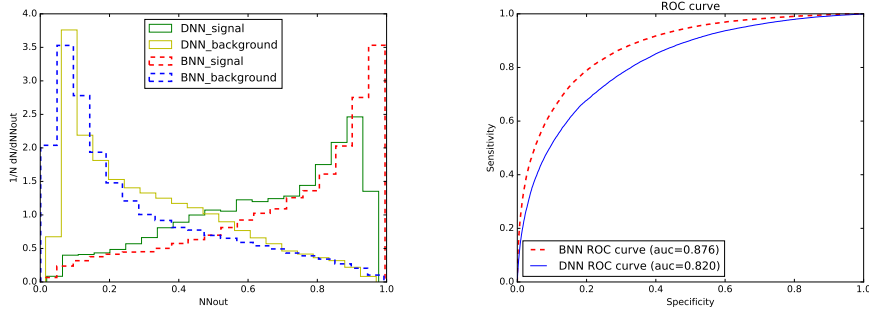 DNN_signal
DNN_background
BNN_signal
BNN_background
1/N dN/dNNout
4.0
3.5
3.0
2.5
2.0
1.5
1.0
0.5
0.0
0.0 0.2 0.4 0.6 0.8 1.0
NNout
ROC curve
Sensitivity
1.0
0.8
0.6
0.4
0.2
0.0
BNN ROC curve (auc=0.876)
DNN ROC curve (auc=0.820)
0.0 0.2 0.4 0.6 0.8 1.0
Specificity